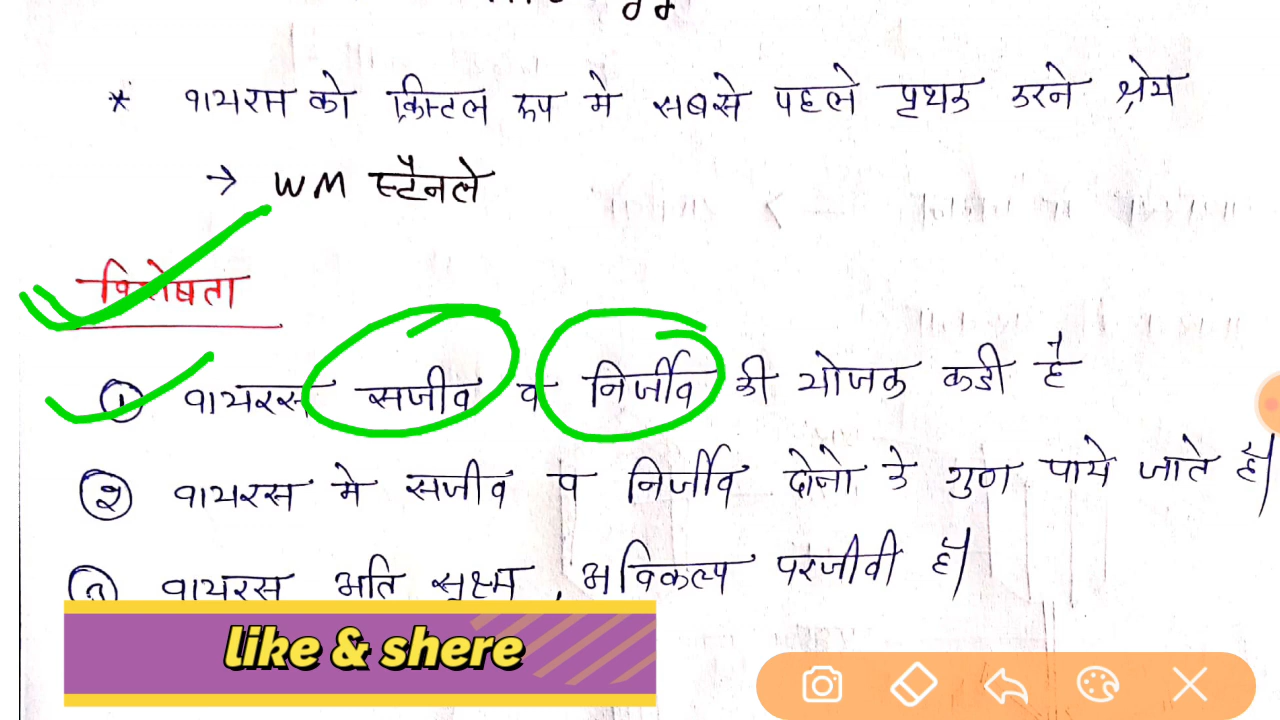 * वायरस को क्रिस्टल रूप मे सबसे पहले पृथक करने श्रेय
→ WM स्टैनले
विशेषता
① वायरस सजीव व निर्जीव की योजक कडी है
② वायरस मे सजीव व निर्जीव दोनो के गुण पाये जाते है|
③ वायरस अति सूक्ष्म , अविकल्प परजीवी है|
like & shere